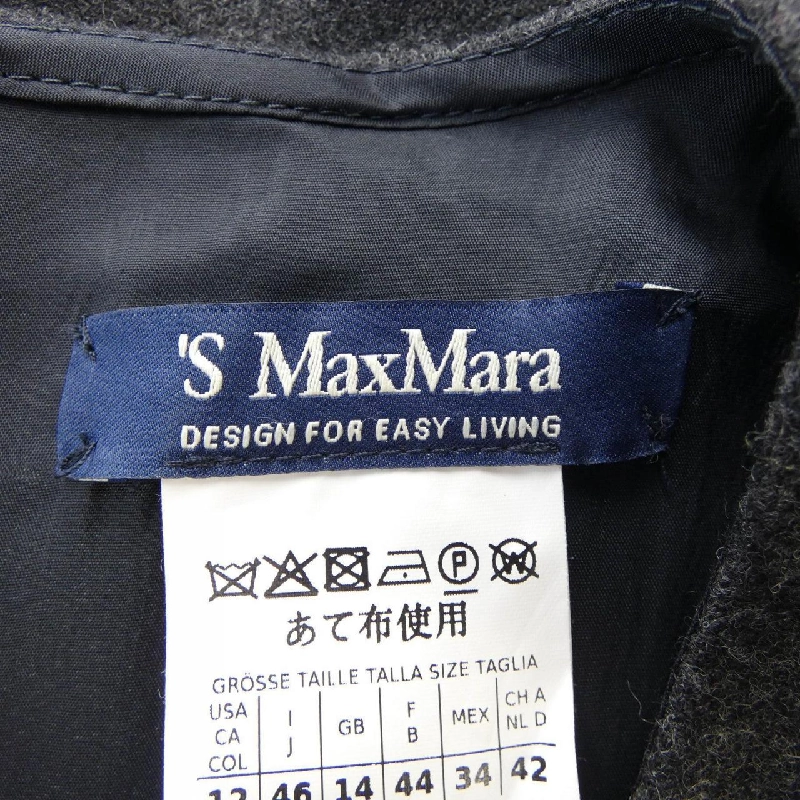 'S MaxMara
DESIGN FOR EASY LIVING
P W
あて布使用
GRÖSSE TAILLE TALLA SIZE TAGLIA
USA CA COL | I J | GB | F B | MEX | CH A NL D
12 46 14 44 34 42